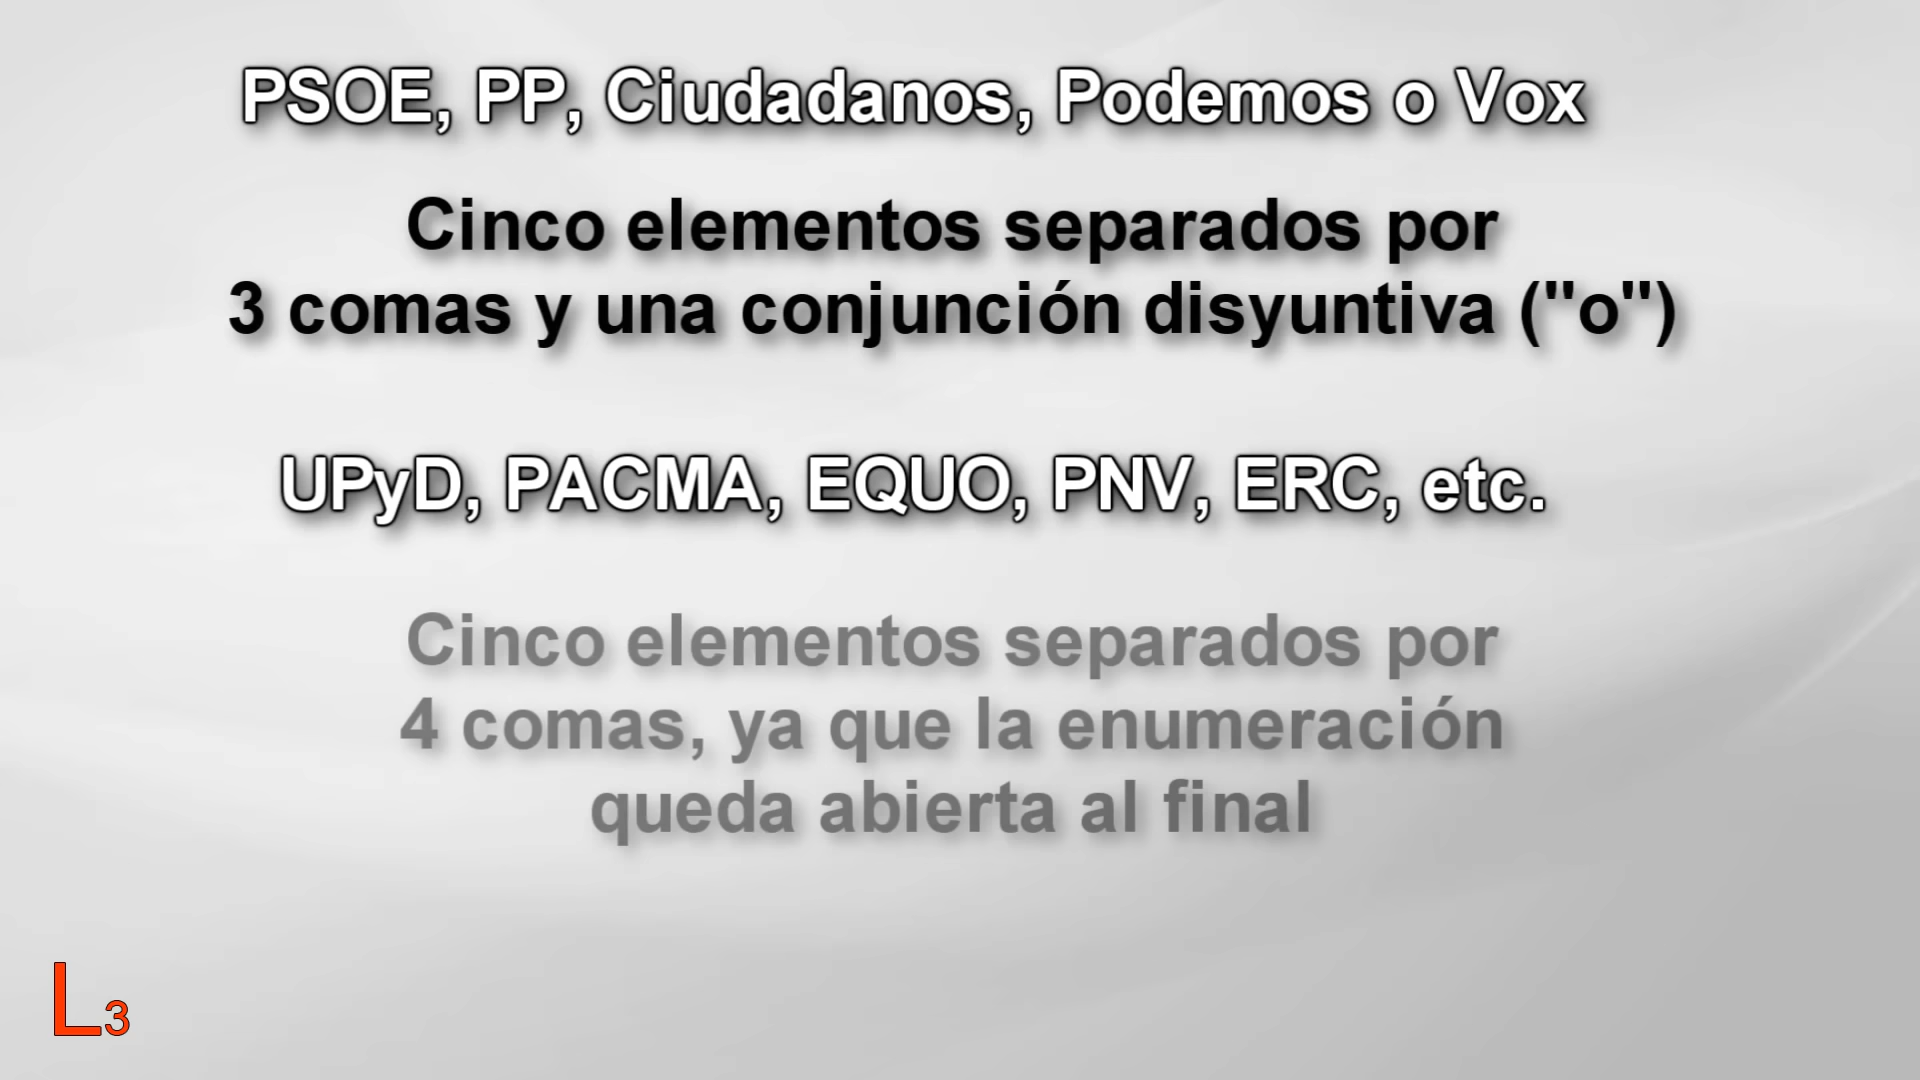 PSOE, PP, Ciudadanos, Podemos o Vox
Cinco elementos separados por
3 comas y una conjunción disyuntiva ("o")
UPyD, PACMA, EQUO, PNV, ERC, etc.
Cinco elementos separados por
4 comas, ya que la enumeración
queda abierta al final
L3